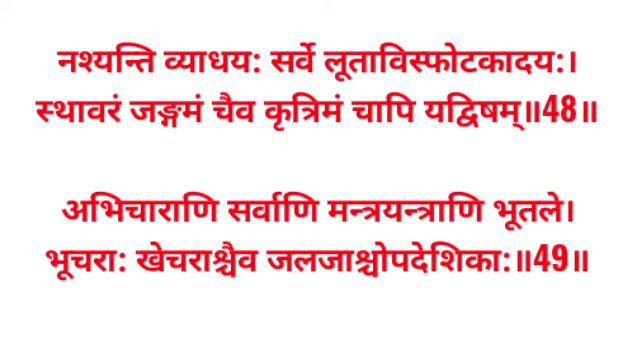 नश्यन्ति व्याधय: सर्वे लूताविस्फोटकादय:।
स्थावरं जङ्गमं चैव कृत्रिमं चापि यद्विषम्॥48॥
अभिचाराणि सर्वाणि मन्त्रयन्त्राणि भूतले।
भूचरा: खेचराश्चैव जलजाश्चोपदेशिका:॥49॥